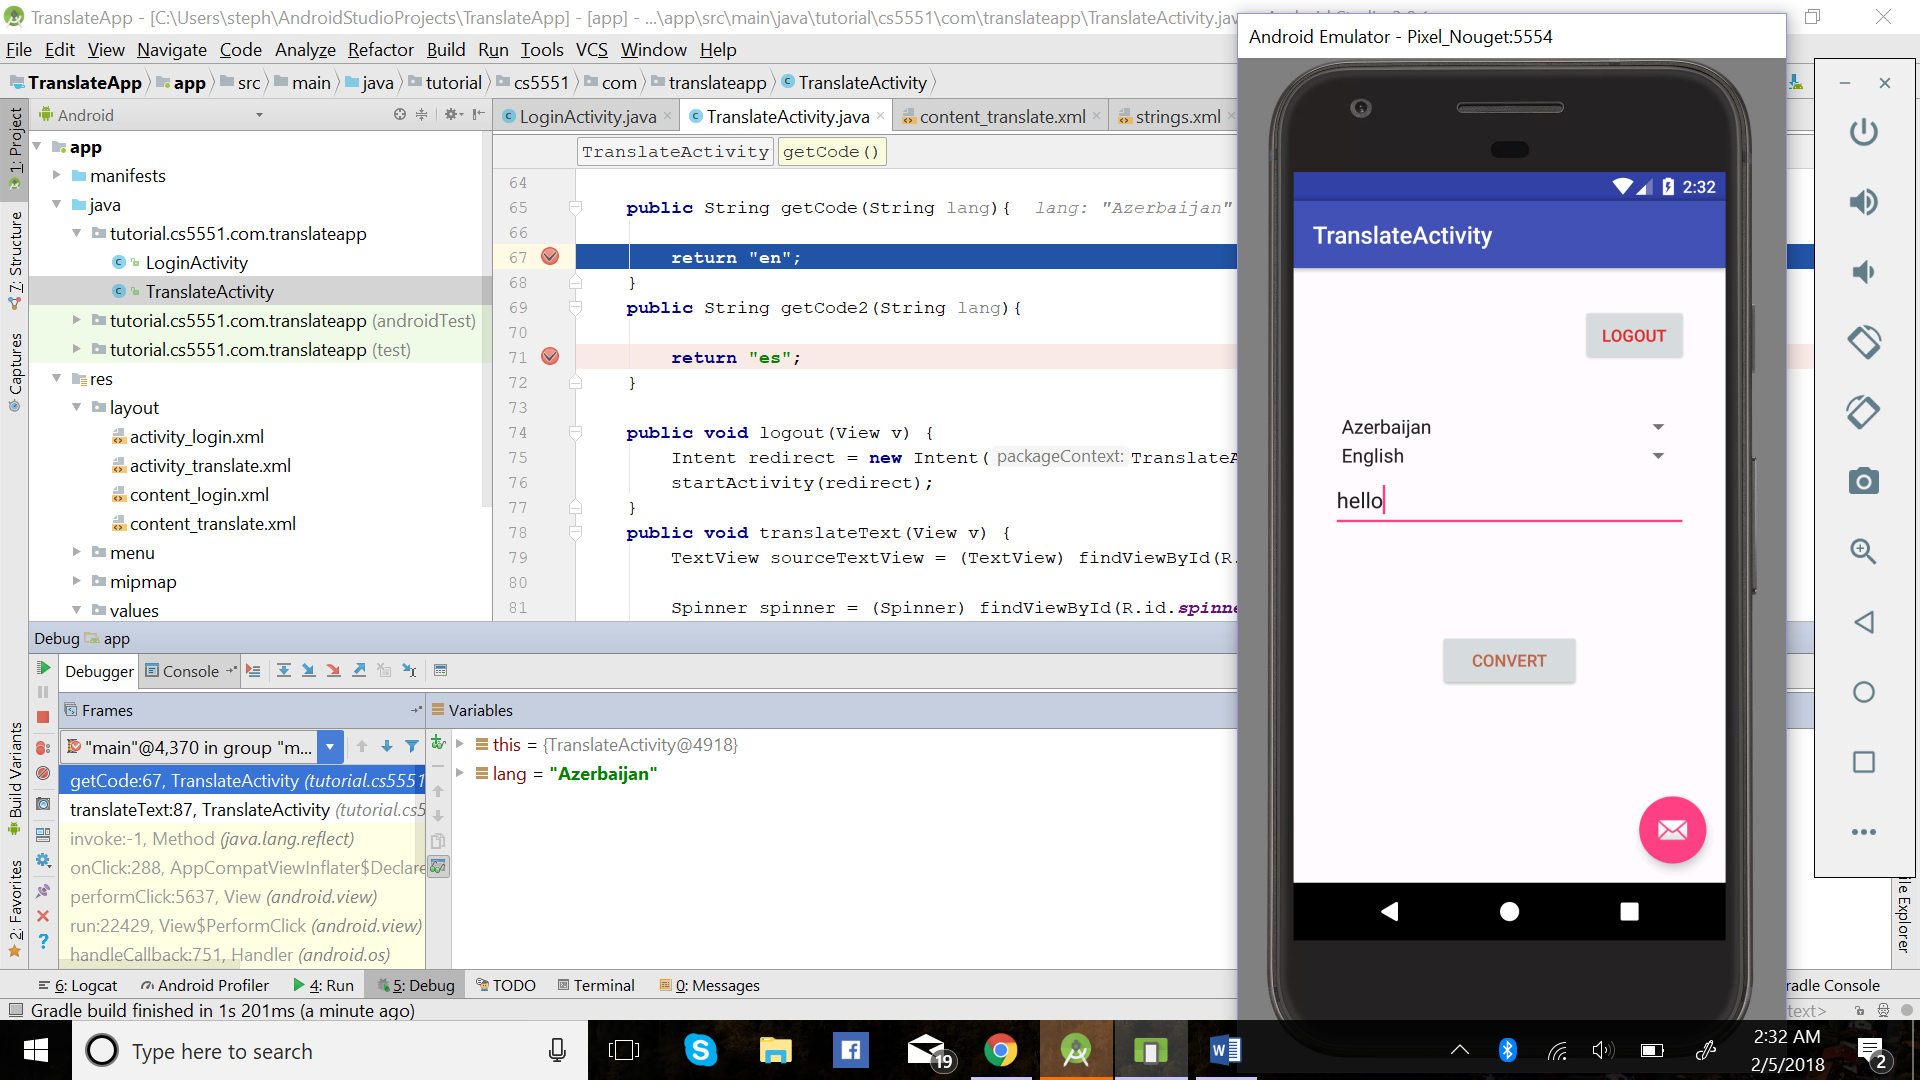 TranslateApp - [C:\Users\steph\AndroidStudioProjects\TranslateApp] - [app] - ...\app\src\main\java\tutorial\cs5551\com\translateapp\TranslateActivity.jav
File Edit View Navigate Code Analyze Refactor Build Run Tools VCS Window Help
TranslateApp app src main java tutorial cs5551 com translateapp TranslateActivity
Android
LoginActivity.java TranslateActivity.java content_translate.xml strings.xml
TranslateActivity getCode()
1: Project
7: Structure
Captures
Build Variants
2: Favorites
app
manifests
java
tutorial.cs5551.com.translateapp
LoginActivity
TranslateActivity
tutorial.cs5551.com.translateapp (androidTest)
tutorial.cs5551.com.translateapp (test)
res
layout
activity_login.xml
activity_translate.xml
content_login.xml
content_translate.xml
menu
mipmap
values
64
65 public String getCode(String lang){ lang: "Azerbaijan"
66
67 return "en";
68 }
69 public String getCode2(String lang){
70
71 return "es";
72 }
73
74 public void logout(View v) {
75 Intent redirect = new Intent( packageContext: TranslateA
76 startActivity(redirect);
77 }
78 public void translateText(View v) {
79 TextView sourceTextView = (TextView) findViewById(R.
80
81 Spinner spinner = (Spinner) findViewById(R.id.spinne
Debug app
Debugger Console
Frames
Variables
"main"@4,370 in group "m...
getCode:67, TranslateActivity (tutorial.cs5551
translateText:87, TranslateActivity (tutorial.cs5
invoke:-1, Method (java.lang.reflect)
onClick:288, AppCompatViewInflater$Declare
performClick:5637, View (android.view)
run:22429, View$PerformClick (android.view)
handleCallback:751, Handler (android.os)
this = {TranslateActivity@4918}
lang = "Azerbaijan"
6: Logcat Android Profiler 4: Run 5: Debug TODO Terminal 0: Messages
Gradle build finished in 1s 201ms (a minute ago)
Android Emulator - Pixel_Nouget:5554
2:32
TranslateActivity
LOGOUT
Azerbaijan
English
hello
CONVERT
le Explorer
radle Console
text>
Type here to search
19
2:32 AM
2/5/2018
2